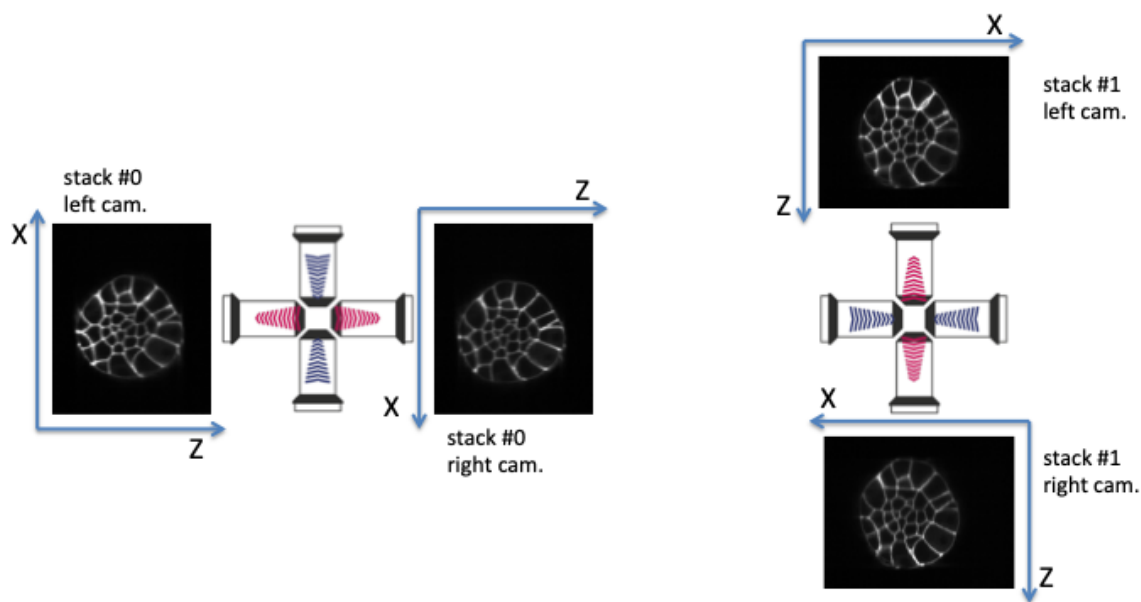 X
stack #1
left cam.
Z
stack #0
left cam.
X
Z
Z
X
stack #0
right cam.
X
stack #1
right cam.
Z